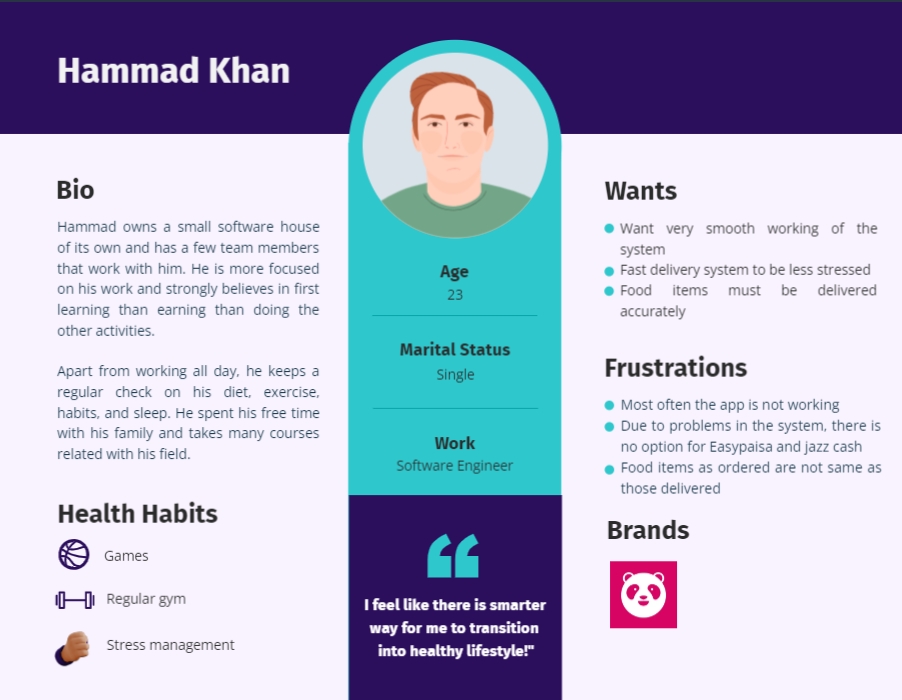 Hammad Khan
Bio
Hammad owns a small software house
of its own and has a few team members
that work with him. He is more focused
on his work and strongly believes in first
learning than earning than doing the
other activities.
Apart from working all day, he keeps a
regular check on his diet, exercise,
habits, and sleep. He spent his free time
with his family and takes many courses
related with his field.
Health Habits
Games
Regular gym
Stress management
Age
23
Marital Status
Single
Work
Software Engineer
I feel like there is smarter
way for me to transition
into healthy lifestyle!"
Wants
Want very smooth working of the
system
Fast delivery system to be less stressed
Food items must be delivered
accurately
Frustrations
Most often the app is not working
Due to problems in the system, there is
no option for Easypaisa and jazz cash
Food items as ordered are not same as
those delivered
Brands